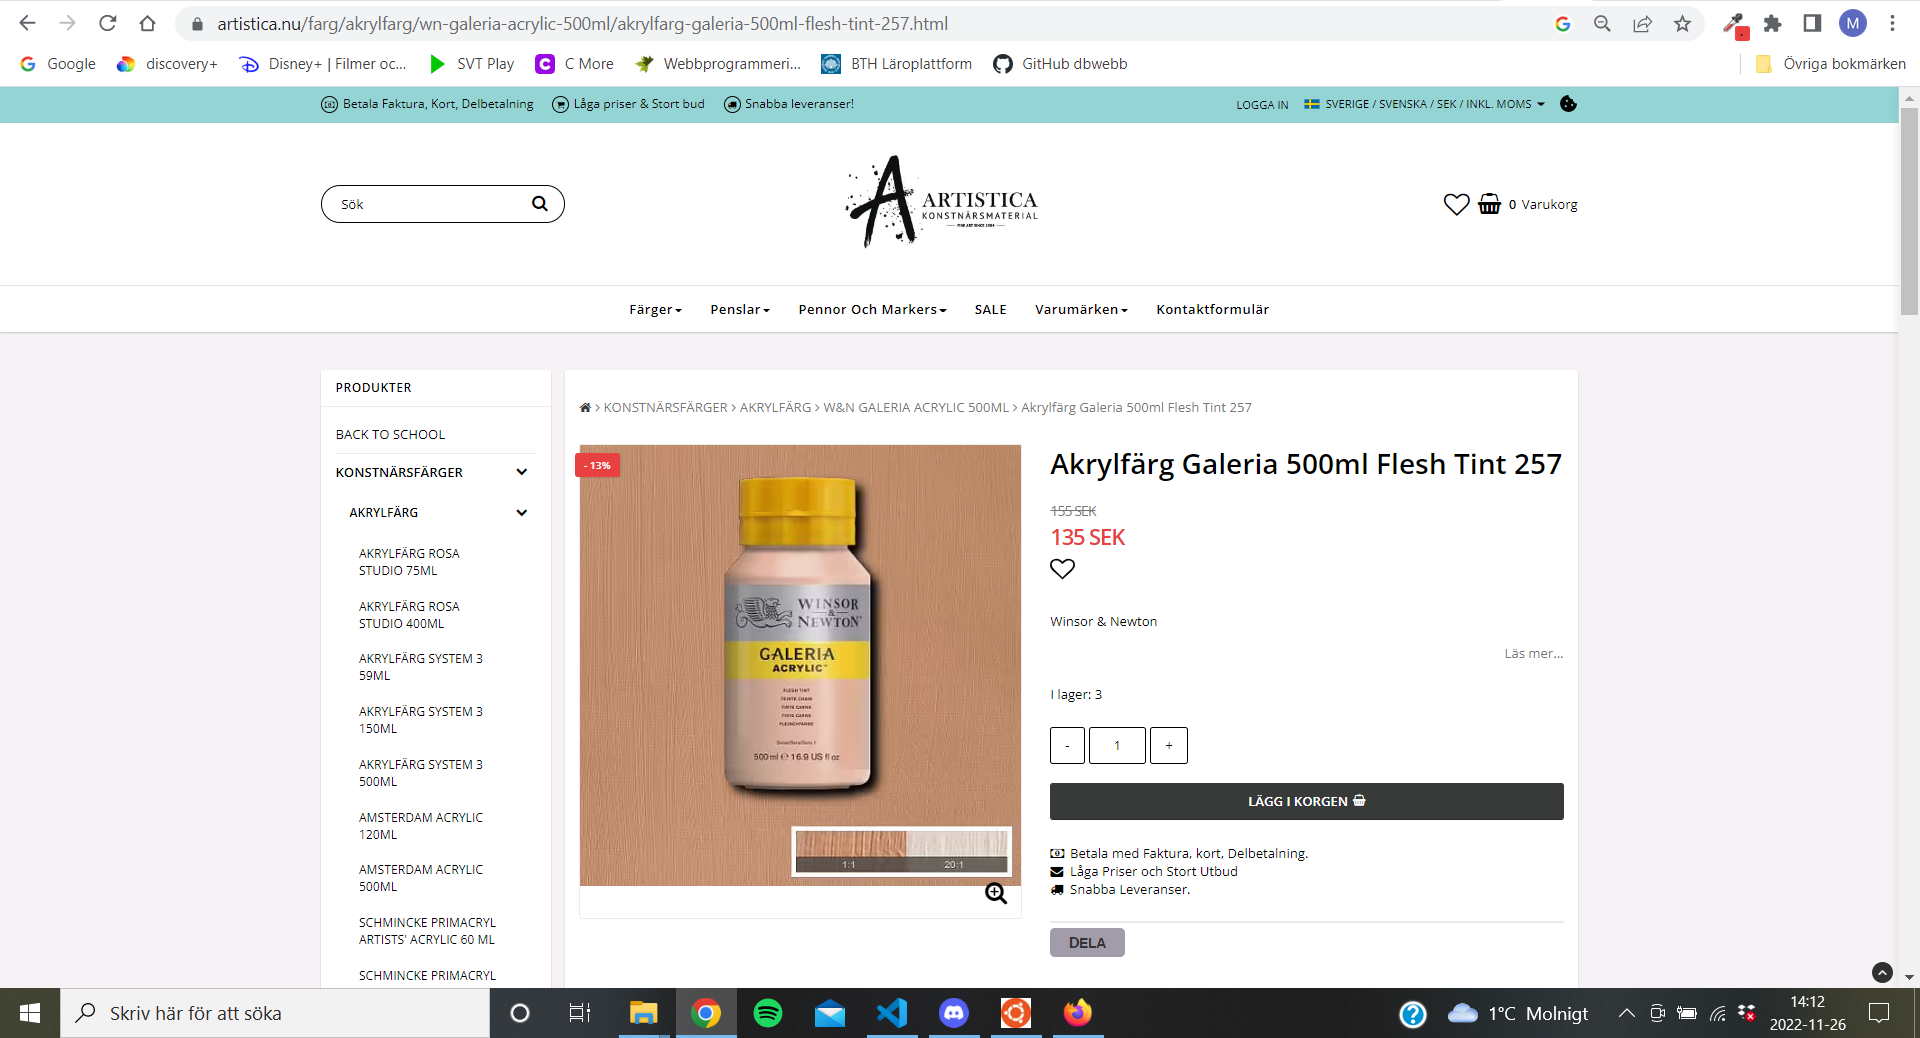 artistica.nu/farg/akrylfarg/wn-galeria-acrylic-500ml/akrylfarg-galeria-500ml-flesh-tint-257.html
M
Google
discovery+
Disney+ | Filmer oc...
SVT Play
C More
Webbprogrammeri...
BTH Läroplattform
GitHub dbwebb
Övriga bokmärken
Betala Faktura, Kort, Delbetalning
Låga priser & Stort bud
Snabba leveranser!
LOGGA IN
SVERIGE / SVENSKA / SEK / INKL. MOMS
Sök
ARTISTICA
KONSTNÄRSMATERIAL
0 Varukorg
Färger
Penslar
Pennor Och Markers
SALE
Varumärken
Kontaktformulär
PRODUKTER
BACK TO SCHOOL
KONSTNÄRSFÄRGER
AKRYLFÄRG
AKRYLFÄRG ROSA
STUDIO 75ML
AKRYLFÄRG ROSA
STUDIO 400ML
AKRYLFÄRG SYSTEM 3
59ML
AKRYLFÄRG SYSTEM 3
150ML
AKRYLFÄRG SYSTEM 3
500ML
AMSTERDAM ACRYLIC
120ML
AMSTERDAM ACRYLIC
500ML
SCHMINCKE PRIMACRYL
ARTISTS' ACRYLIC 60 ML
SCHMINCKE PRIMACRYL
> KONSTNÄRSFÄRGER > AKRYLFÄRG > W&N GALERIA ACRYLIC 500ML > Akrylfärg Galeria 500ml Flesh Tint 257
- 13%
WINSOR
&
NEWTON™
GALERIA
ACRYLIC™
FLESH TINT
500 ml ℮ 16.9 US fl oz
1:1
20:1
Akrylfärg Galeria 500ml Flesh Tint 257
155 SEK
135 SEK
Winsor & Newton
Läs mer...
I lager: 3
-
1
+
LÄGG I KORGEN
Betala med Faktura, kort, Delbetalning.
Låga Priser och Stort Utbud
Snabba Leveranser.
DELA
Skriv här för att söka
1°C Molnigt
14:12
2022-11-26